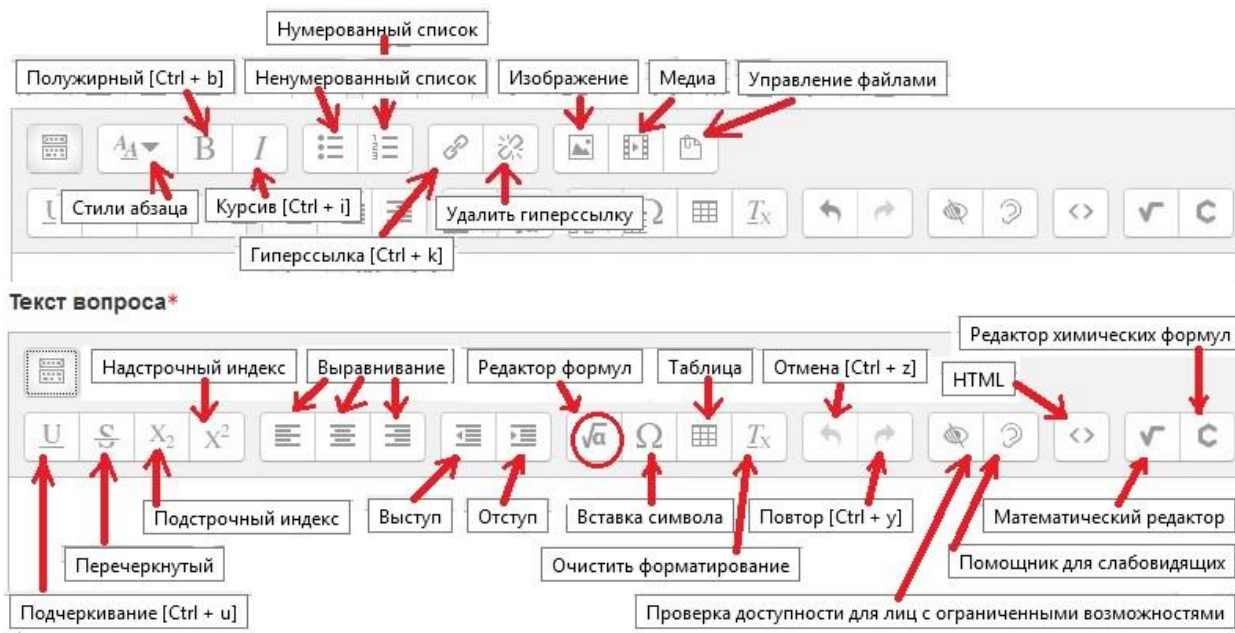 Нумерованный список
Полужирный [Ctrl + b]
Ненумерованный список
Изображение
Медиа
Управление файлами
Стили абзаца
Курсив [Ctrl + i]
Удалить гиперссылку
Гиперссылка [Ctrl + k]
Текст вопроса*
Редактор химических формул
Надстрочный индекс
Выравнивание
Редактор формул
Таблица
Отмена [Ctrl + z]
HTML
Подстрочный индекс
Выступ
Отступ
Вставка символа
Повтор [Ctrl + y]
Математический редактор
Перечеркнутый
Очистить форматирование
Помощник для слабовидящих
Подчеркивание [Ctrl + u]
Проверка доступности для лиц с ограниченными возможностями